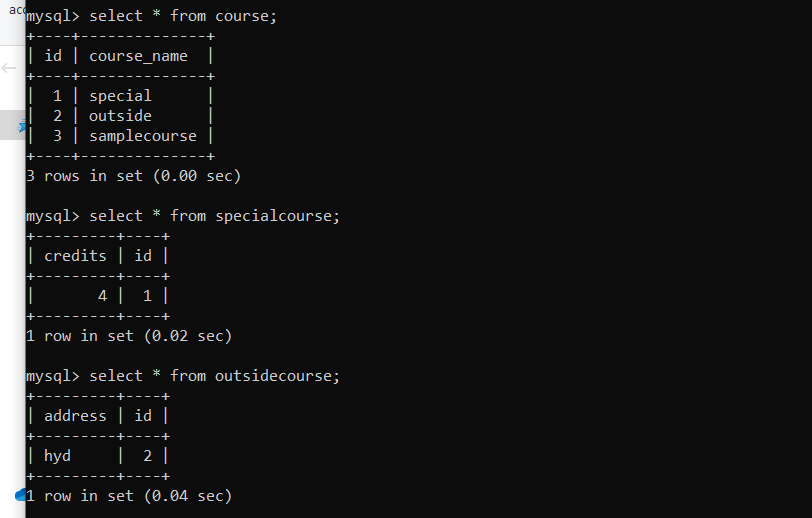 acc
mysql> select * from course;
+----+--------------+
| id | course_name  |
+----+--------------+
|  1 | special      |
|  2 | outside      |
|  3 | samplecourse |
+----+--------------+
3 rows in set (0.00 sec)

mysql> select * from specialcourse;
+---------+----+
| credits | id |
+---------+----+
|       4 |  1 |
+---------+----+
1 row in set (0.02 sec)

mysql> select * from outsidecourse;
+---------+----+
| address | id |
+---------+----+
| hyd     |  2 |
+---------+----+
1 row in set (0.04 sec)